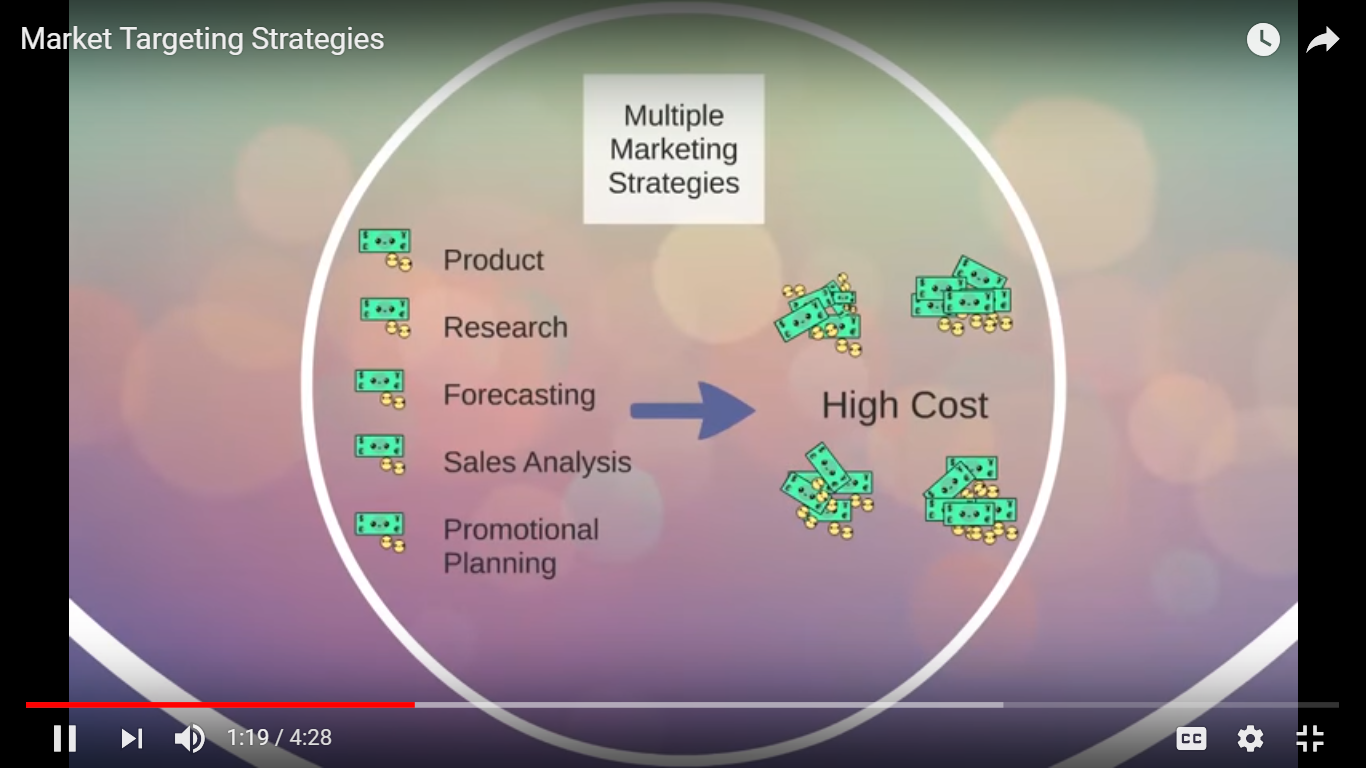 Market Targeting Strategies
Multiple
Marketing
Strategies
Product
Research
Forecasting
Sales Analysis
Promotional
Planning
High Cost
1:19 / 4:28
CC